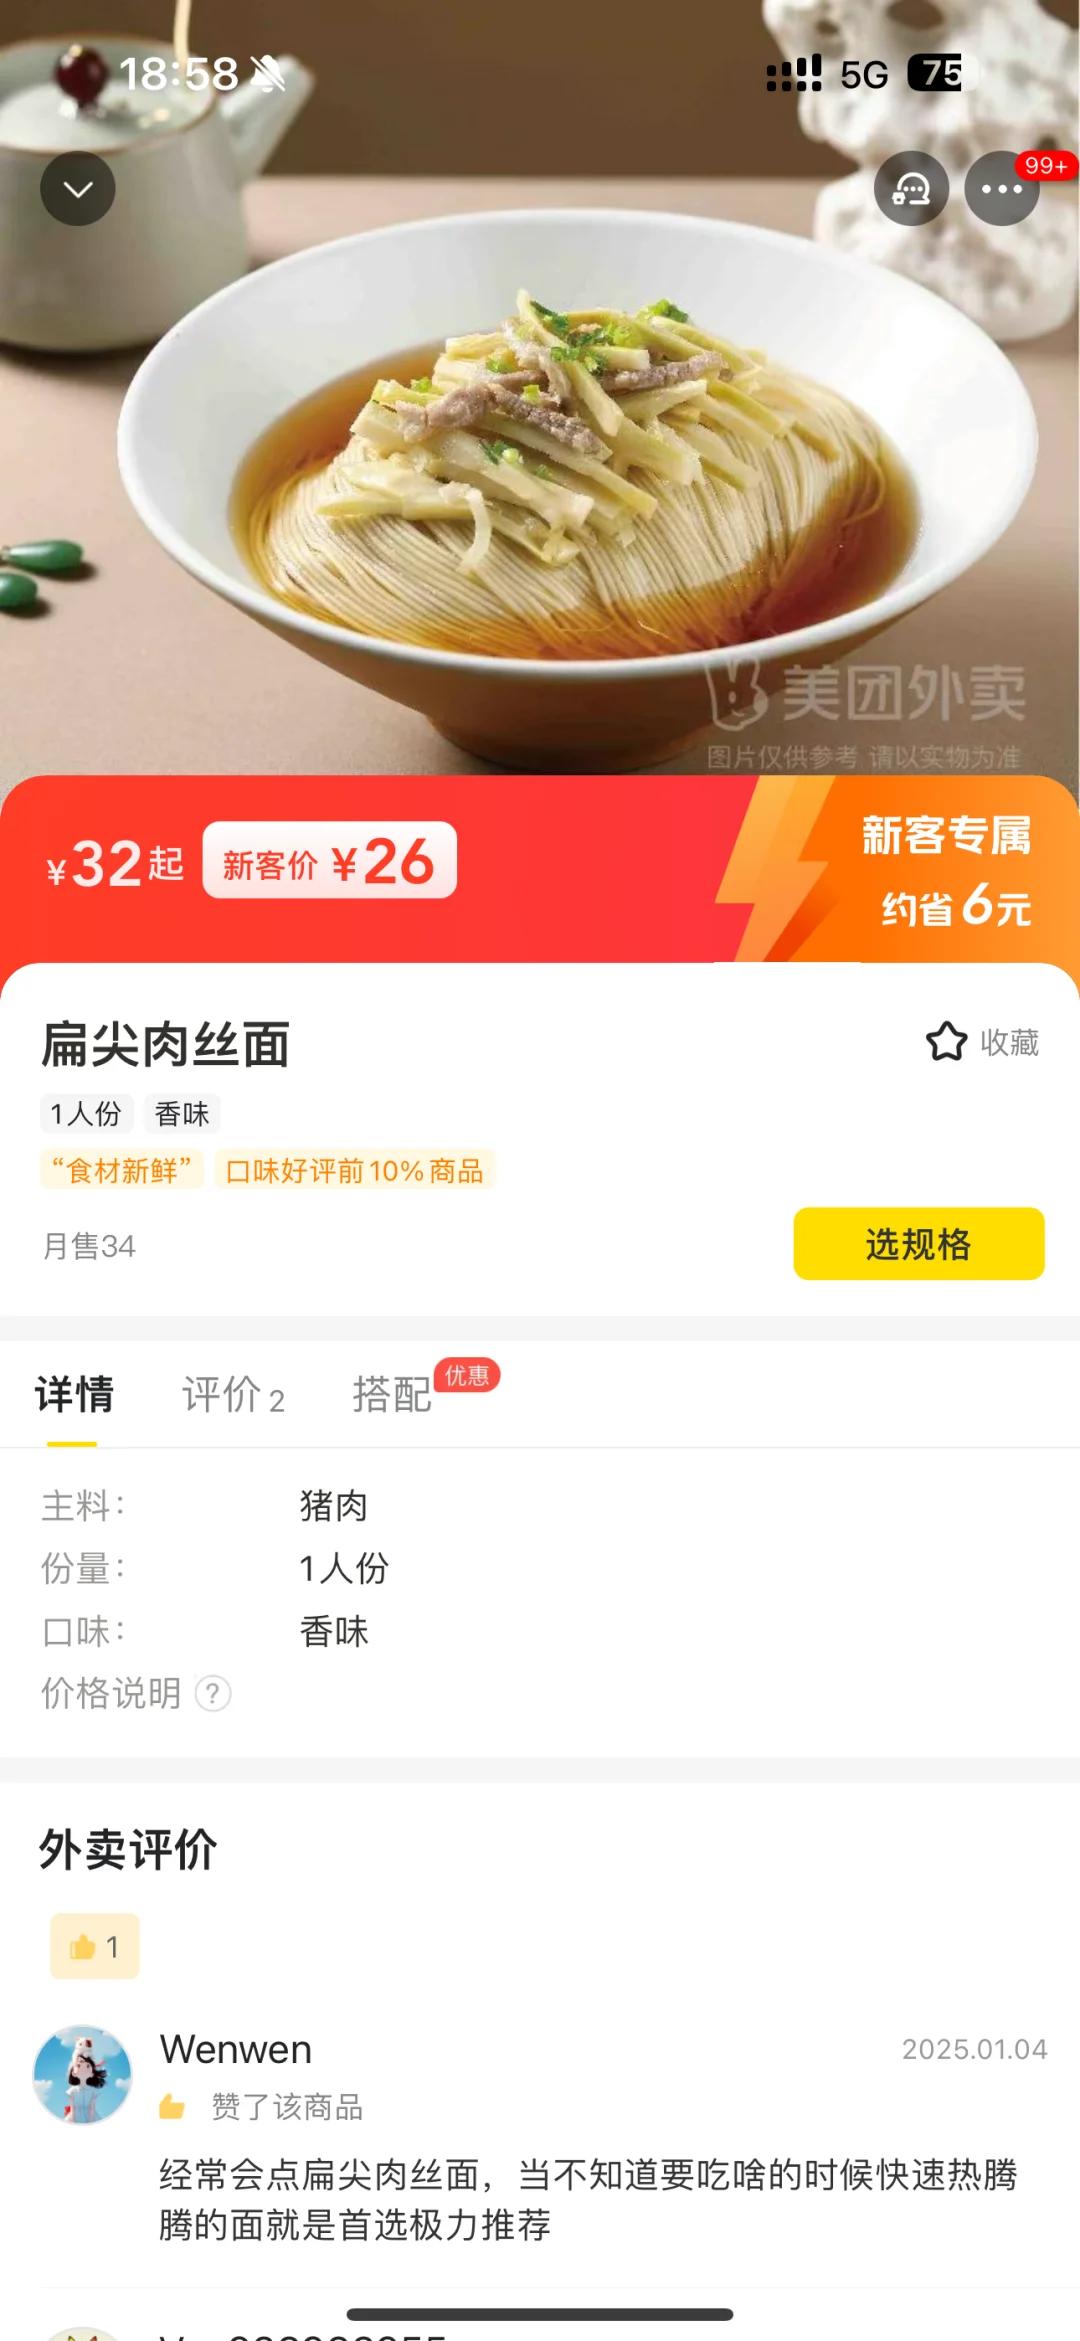 18:58
5G 75
99+
美团外卖
图片仅供参考 请以实物为准
¥32起 新客价 ¥26
新客专属
约省6元
扁尖肉丝面
收藏
1人份 香味
“食材新鲜” 口味好评前10%商品
月售34
选规格
详情 评价2 搭配 优惠
主料： 猪肉
份量： 1人份
口味： 香味
价格说明 ?
外卖评价
1
Wenwen 2025.01.04
赞了该商品
经常会点扁尖肉丝面，当不知道要吃啥的时候快速热腾
腾的面就是首选极力推荐